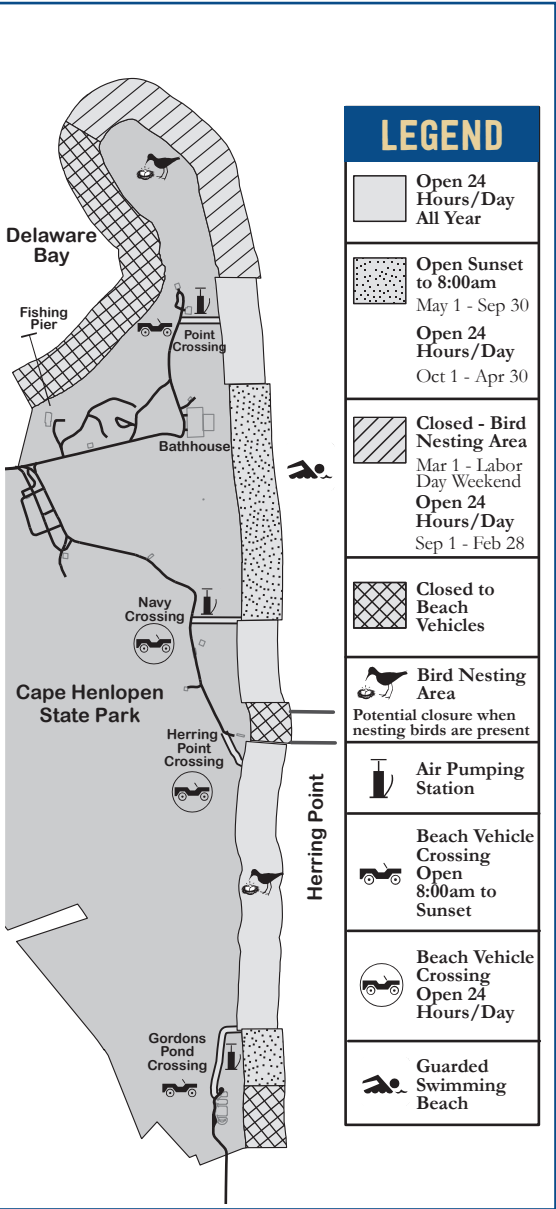 Delaware
Bay
Fishing
Pier
Point
Crossing
Bathhouse
Navy
Crossing
Cape Henlopen
State Park
Herring
Point
Crossing
Herring Point
Gordons
Pond
Crossing
LEGEND
Open 24
Hours/Day
All Year
Open Sunset
to 8:00am
May 1 - Sep 30
Open 24
Hours/Day
Oct 1 - Apr 30
Closed - Bird
Nesting Area
Mar 1 - Labor
Day Weekend
Open 24
Hours/Day
Sep 1 - Feb 28
Closed to
Beach
Vehicles
Bird Nesting
Area
Potential closure when
nesting birds are present
Air Pumping
Station
Beach Vehicle
Crossing
Open
8:00am to
Sunset
Beach Vehicle
Crossing
Open 24
Hours/Day
Guarded
Swimming
Beach